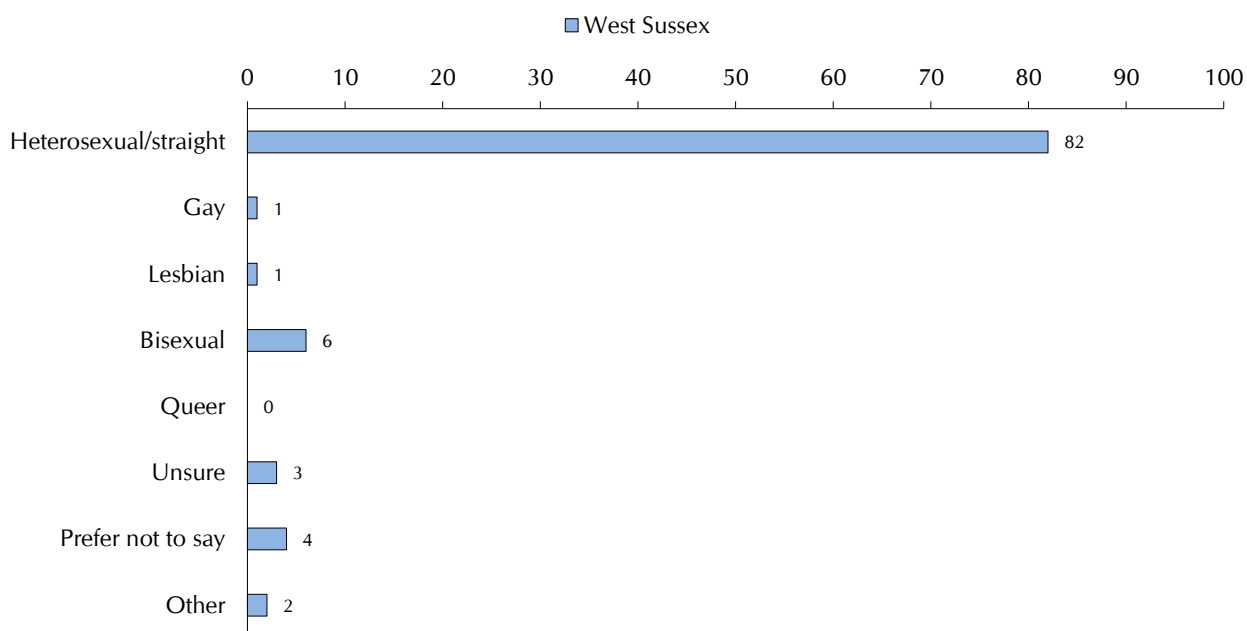 West Sussex
0 10 20 30 40 50 60 70 80 90 100
Heterosexual/straight 82
Gay 1
Lesbian 1
Bisexual 6
Queer 0
Unsure 3
Prefer not to say 4
Other 2